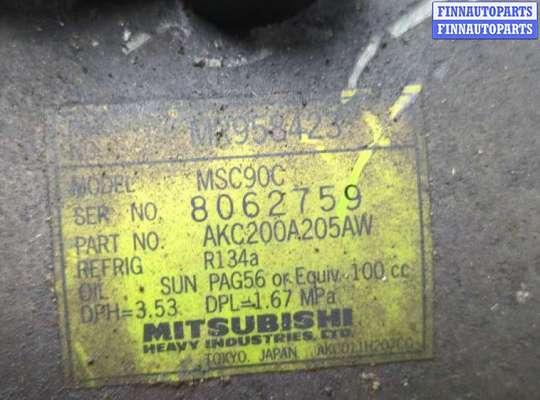 FINNAUTOPARTS
FINNAUTOPARTS
NO.
MODEL MSC90C
SER NO. 8062759
PART NO. AKC200A205AW
REFRIG R134a
OIL SUN PAG56 or Equiv. 100 cc
DPH=3.53 DPL=1.67 MPa
MITSUBISHI
HEAVY INDUSTRIES, LTD.
TOKYO, JAPAN